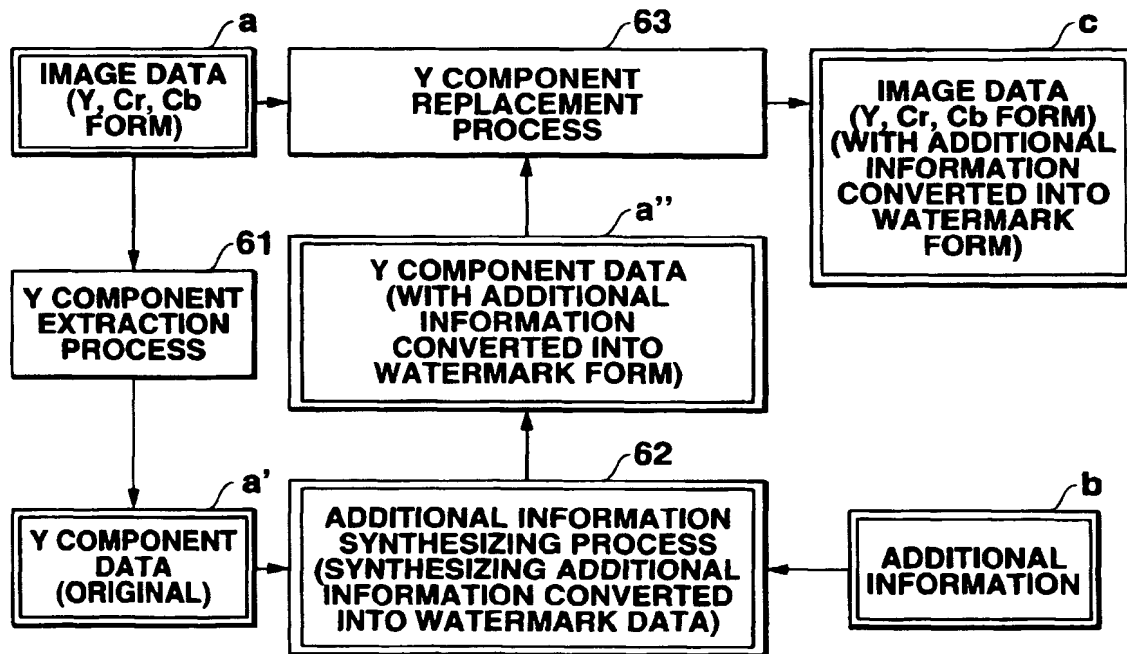 a
IMAGE DATA
(Y, Cr, Cb
FORM)
63
Y COMPONENT
REPLACEMENT
PROCESS
c
IMAGE DATA
(Y, Cr, Cb FORM)
(WITH ADDITIONAL
INFORMATION
CONVERTED INTO
WATERMARK
FORM)
61
Y COMPONENT
EXTRACTION
PROCESS
a''
Y COMPONENT DATA
(WITH ADDITIONAL
INFORMATION
CONVERTED INTO
WATERMARK FORM)
a'
Y COMPONENT
DATA
(ORIGINAL)
62
ADDITIONAL INFORMATION
SYNTHESIZING PROCESS
(SYNTHESIZING ADDITIONAL
INFORMATION CONVERTED
INTO WATERMARK DATA)
b
ADDITIONAL
INFORMATION